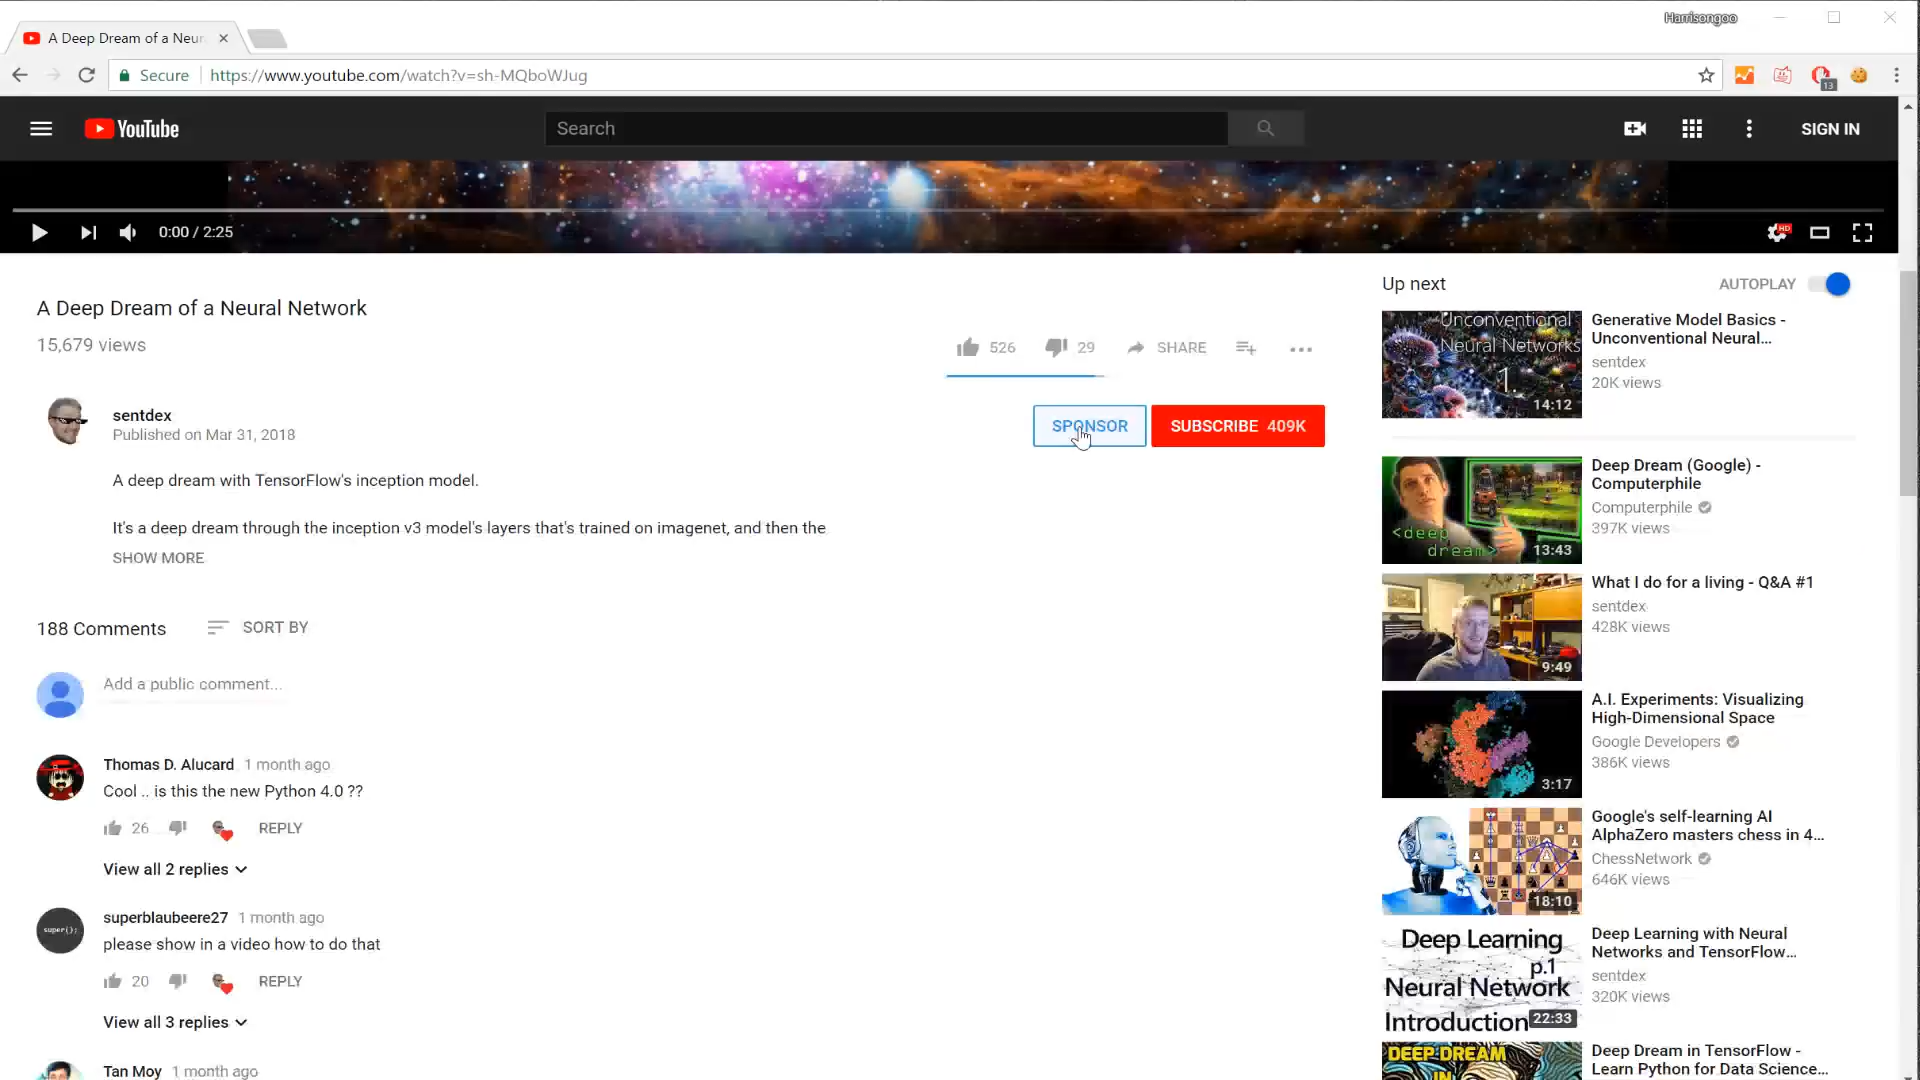 Harrisongoo
A Deep Dream of a Neur
Secure
https://www.youtube.com/watch?v=sh-MQboWJug
13
YouTube
Search
SIGN IN
0:00 / 2:25
HD
A Deep Dream of a Neural Network
15,679 views
526
29
SHARE
sentdex
Published on Mar 31, 2018
SPONSOR
SUBSCRIBE 409K
A deep dream with TensorFlow's inception model.
It's a deep dream through the inception v3 model's layers that's trained on imagenet, and then the
SHOW MORE
188 Comments
SORT BY
Add a public comment...
Thomas D. Alucard 1 month ago
Cool .. is this the new Python 4.0 ??
26
REPLY
View all 2 replies
super();
superblaubeere27 1 month ago
please show in a video how to do that
20
REPLY
View all 3 replies
Tan Moy 1 month ago
Up next
AUTOPLAY
Unconventional
Neural Networks
1.
14:12
Generative Model Basics -
Unconventional Neural...
sentdex
20K views
<deep
dream>
13:43
Deep Dream (Google) -
Computerphile
Computerphile
397K views
9:49
What I do for a living - Q&A #1
sentdex
428K views
3:17
A.I. Experiments: Visualizing
High-Dimensional Space
Google Developers
386K views
18:10
Google's self-learning AI
AlphaZero masters chess in 4...
ChessNetwork
646K views
Deep Learning
p.1
Neural Network
Introduction
22:33
Deep Learning with Neural
Networks and TensorFlow...
sentdex
320K views
DEEP DREAM
IN
Deep Dream in TensorFlow -
Learn Python for Data Science...